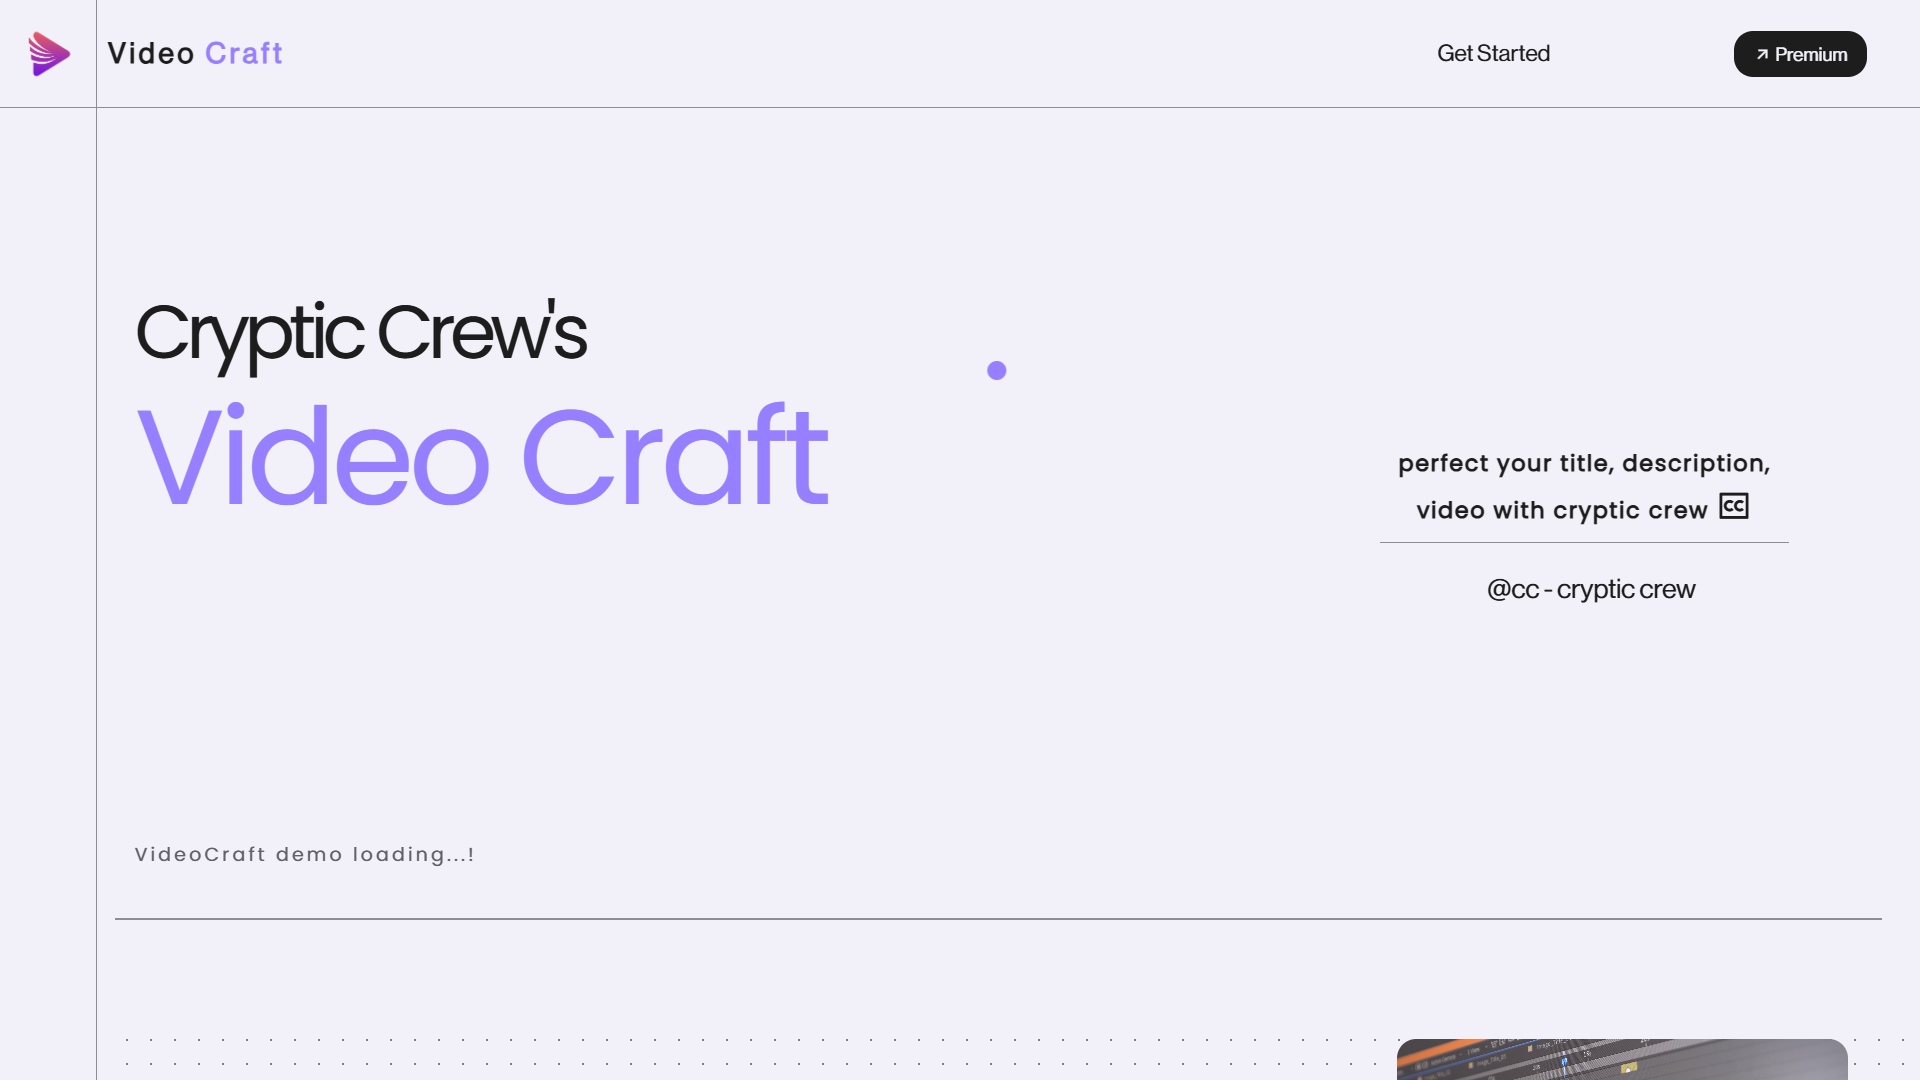 Video Craft
Get Started
Premium
Cryptic Crew's
Video Craft
perfect your title, description,
video with cryptic crew CC
@cc - cryptic crew
VideoCraft demo loading...!